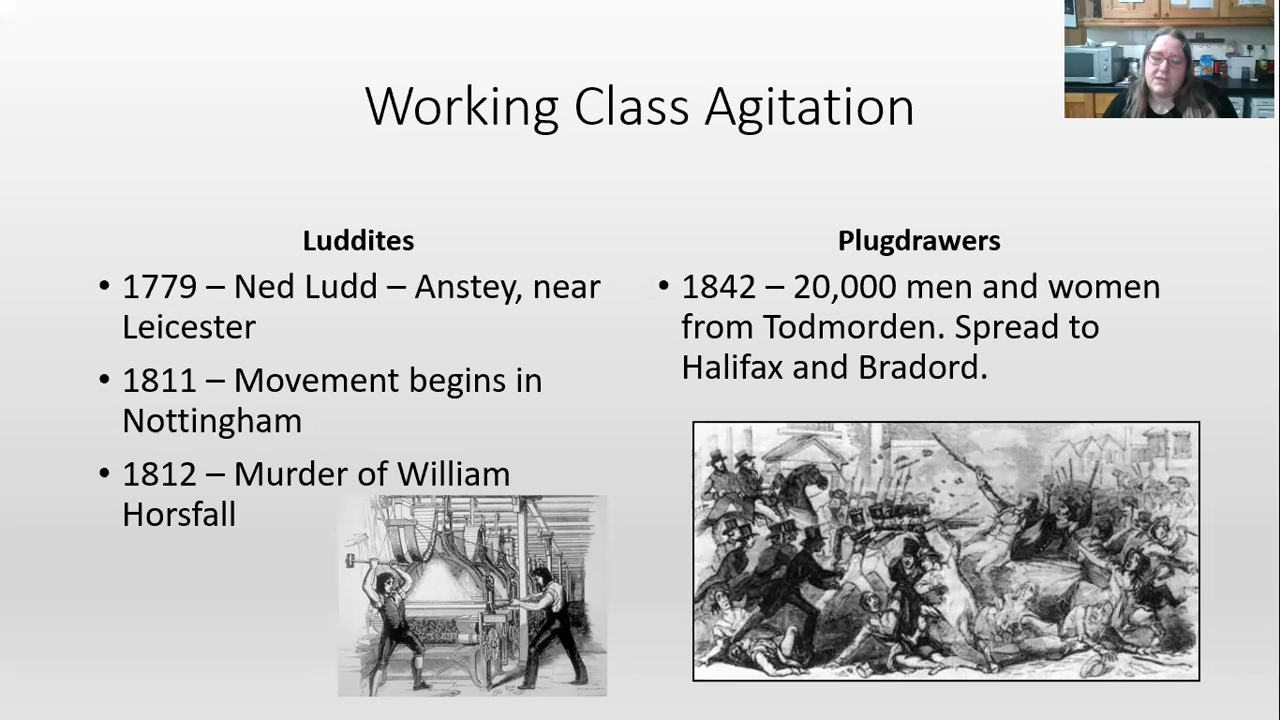 Working Class Agitation
Luddites
• 1779 – Ned Ludd – Anstey, near
Leicester
• 1811 – Movement begins in
Nottingham
• 1812 – Murder of William
Horsfall
Plugdrawers
• 1842 – 20,000 men and women
from Todmorden. Spread to
Halifax and Bradord.